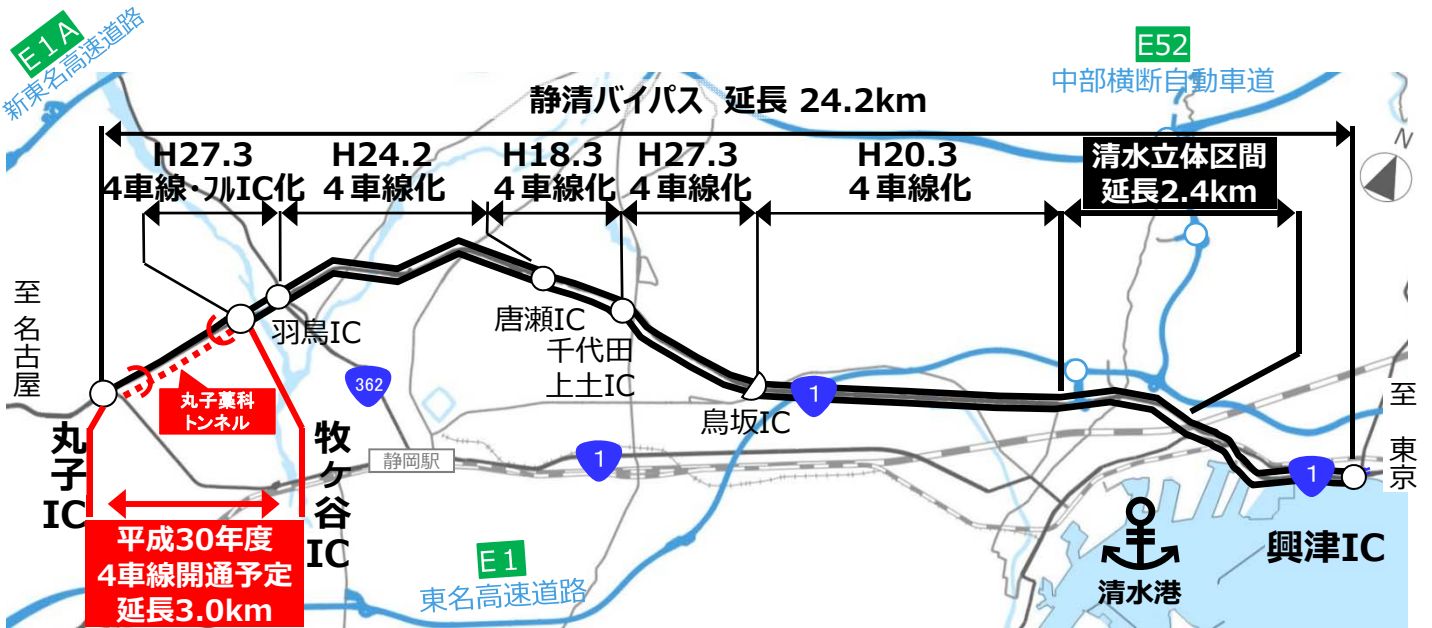 E1A
新東名高速道路
E52
中部横断自動車道
静清バイパス 延長 24.2km
H27.3
4車線・ﾌﾙIC化
H24.2
４車線化
H18.3
４車線化
H27.3
４車線化
H20.3
４車線化
清水立体区間
延長2.4km
N
至 名古屋
羽鳥IC
唐瀬IC
千代田
上土IC
鳥坂IC
362
1
丸子藁科
トンネル
丸子IC
牧ケ谷IC
静岡駅
1
1
至 東京
平成30年度
4車線開通予定
延長3.0km
E1
東名高速道路
清水港
興津IC